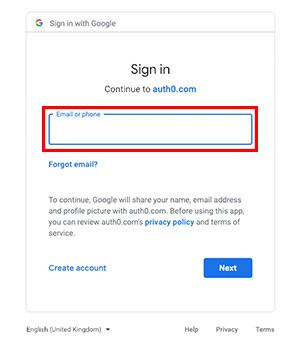 Sign in with Google
Sign in
Continue to auth0.com
Email or phone
Forgot email?
To continue, Google will share your name, email address
and profile picture with auth0.com. Before using this app,
you can review auth0.com's privacy policy and terms of
service.
Create account
Next
English (United Kingdom)
Help
Privacy
Terms